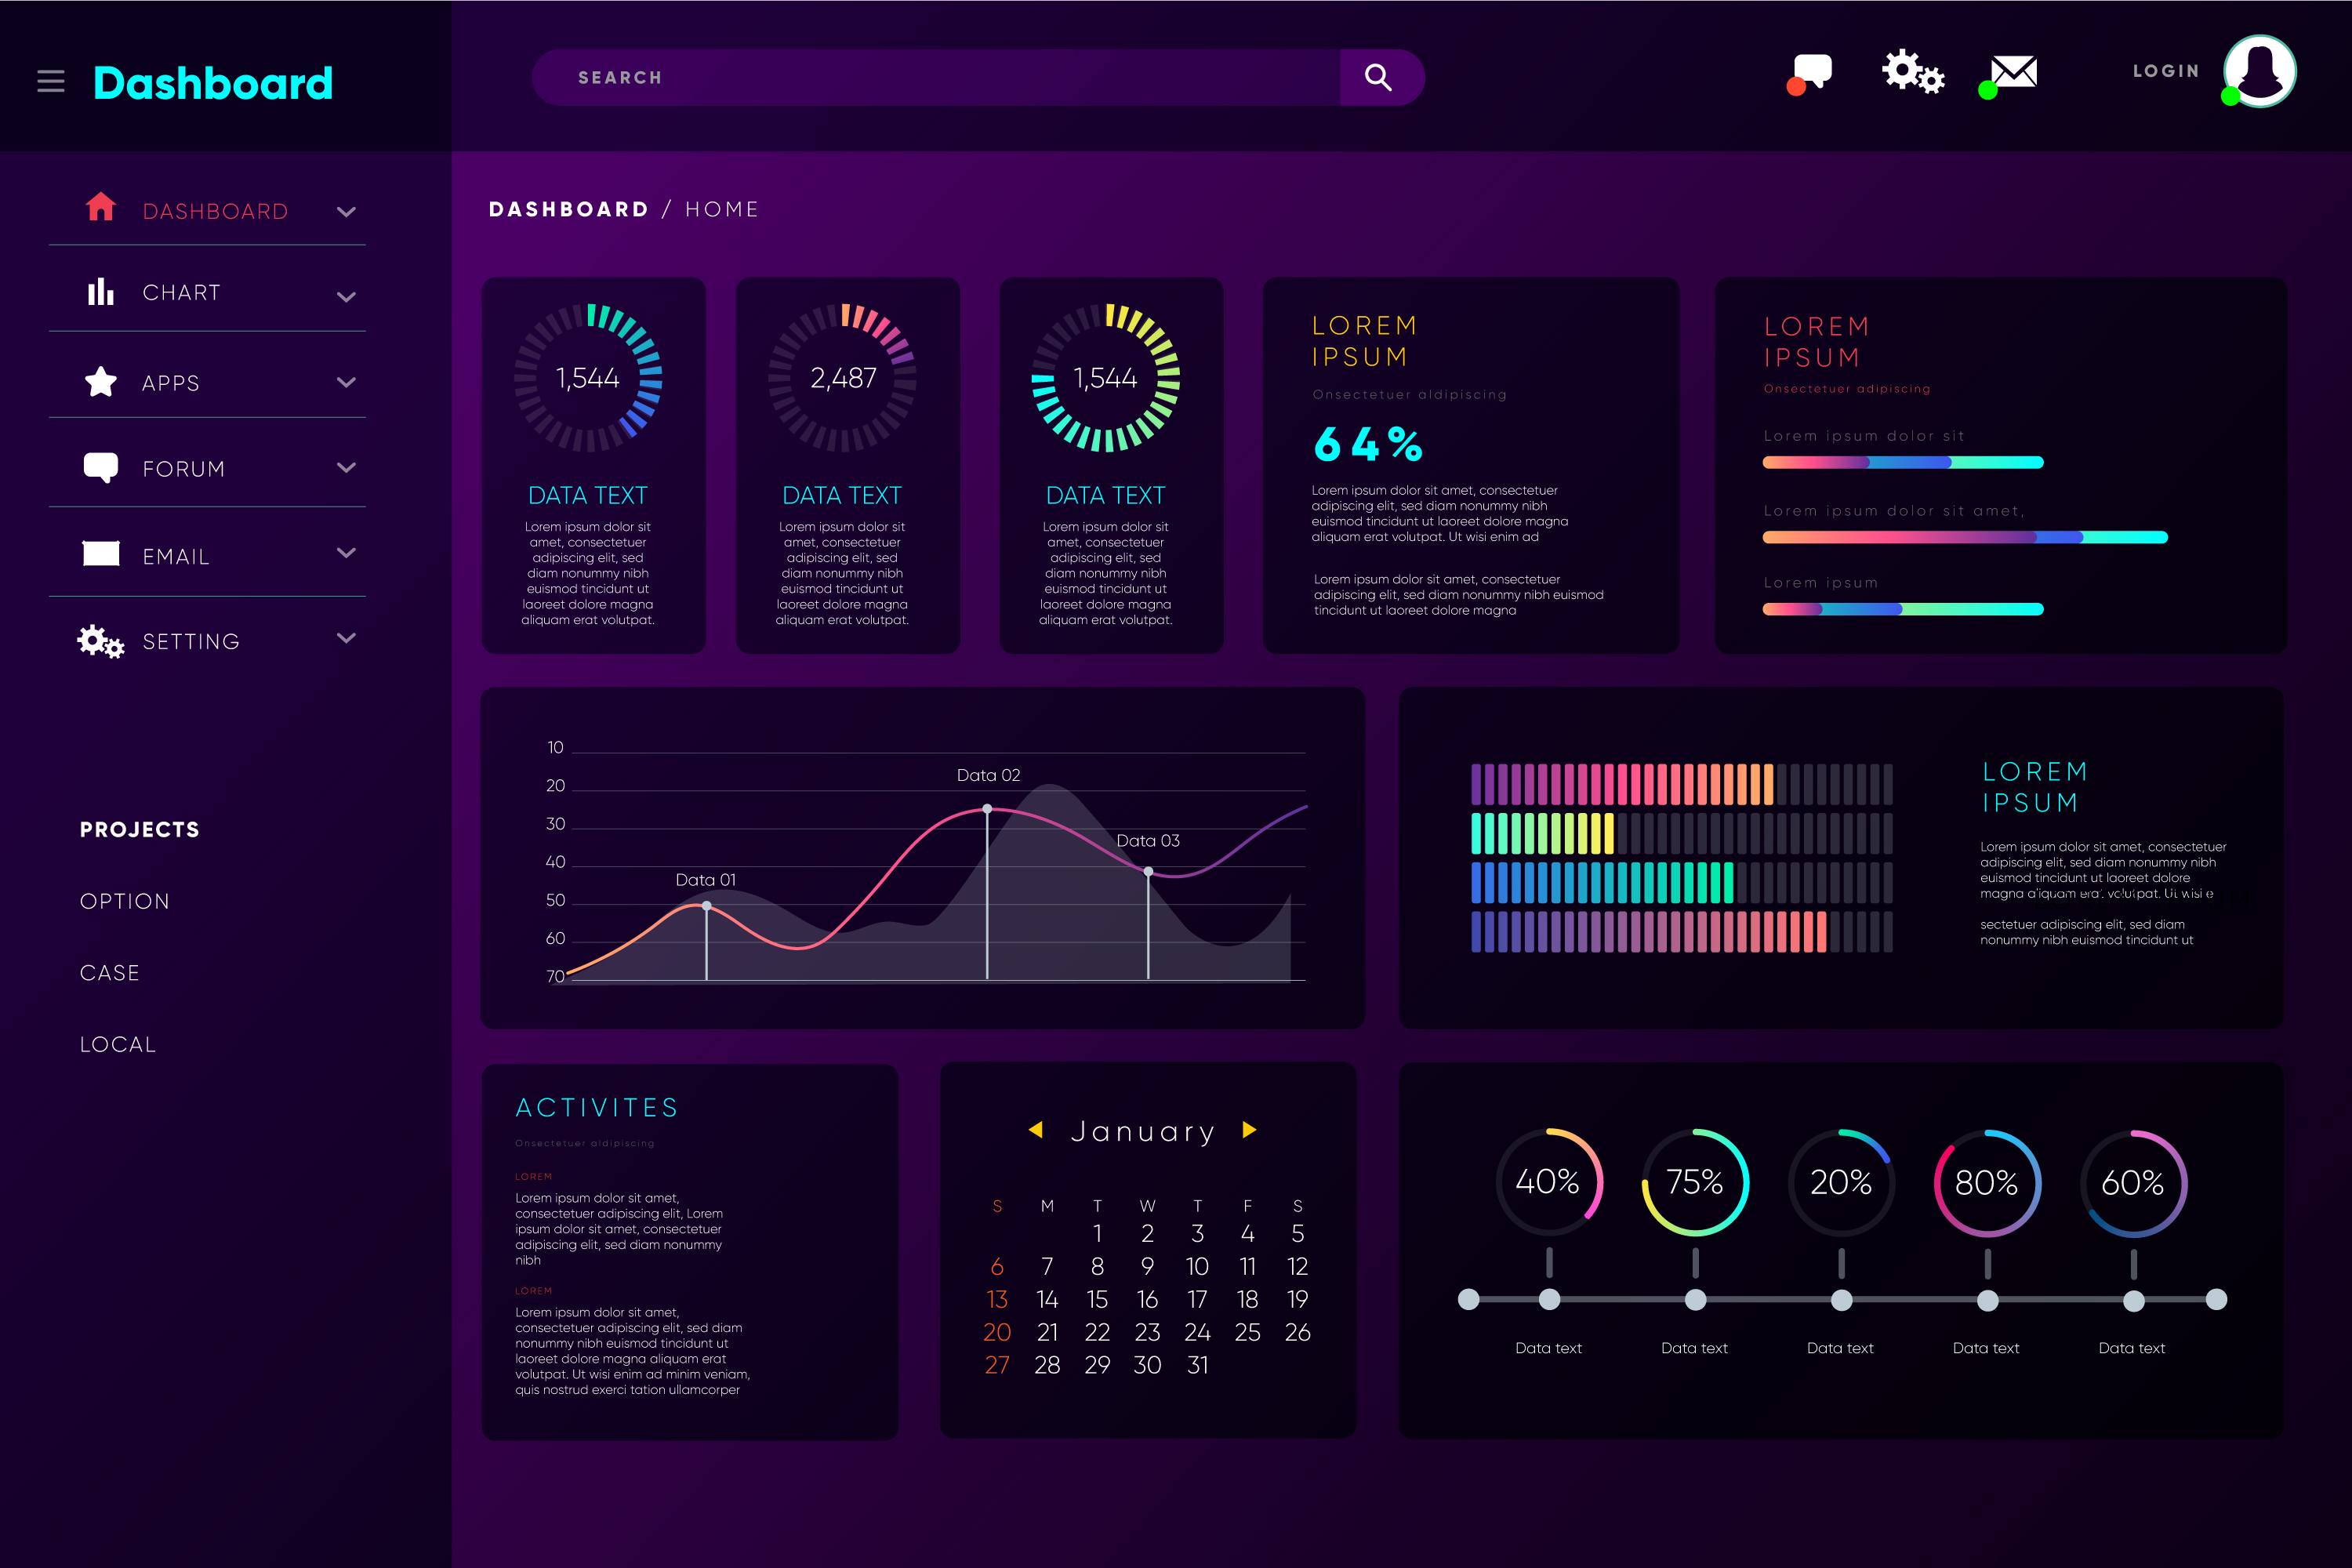 Dashboard
SEARCH
LOGIN
DASHBOARD
CHART
APPS
FORUM
EMAIL
SETTING
PROJECTS
OPTION
CASE
LOCAL
DASHBOARD / HOME
1,544
DATA TEXT
Lorem ipsum dolor sit
amet, consectetuer
adipiscing elit, sed
diam nonummy nibh
euismod tincidunt ut
laoreet dolore magna
aliquam erat volutpat.
2,487
DATA TEXT
Lorem ipsum dolor sit
amet, consectetuer
adipiscing elit, sed
diam nonummy nibh
euismod tincidunt ut
laoreet dolore magna
aliquam erat volutpat.
1,544
DATA TEXT
Lorem ipsum dolor sit
amet, consectetuer
adipiscing elit, sed
diam nonummy nibh
euismod tincidunt ut
laoreet dolore magna
aliquam erat volutpat.
LOREM
IPSUM
Onsectetuer aldipiscing
64%
Lorem ipsum dolor sit amet, consectetuer
adipiscing elit, sed diam nonummy nibh
euismod tincidunt ut laoreet dolore magna
aliquam erat volutpat. Ut wisi enim ad
Lorem ipsum dolor sit amet, consectetuer
adipiscing elit, sed diam nonummy nibh euismod
tincidunt ut laoreet dolore magna
LOREM
IPSUM
Onsectetuer adipiscing
Lorem ipsum dolor sit
Lorem ipsum dolor sit amet,
Lorem ipsum
10
20
30
40
50
60
70
Data 01
Data 02
Data 03
LOREM
IPSUM
Lorem ipsum dolor sit amet, consectetuer
adipiscing elit, sed diam nonummy nibh
euismod tincidunt ut laoreet dolore
magna aliquam erat volutpat. Ut wisi e
sectetuer adipiscing elit, sed diam
nonummy nibh euismod tincidunt ut
ACTIVITES
Onsectetuer aldipiscing
LOREM
Lorem ipsum dolor sit amet,
consectetuer adipiscing elit, Lorem
ipsum dolor sit amet, consectetuer
adipiscing elit, sed diam nonummy
nibh
LOREM
Lorem ipsum dolor sit amet,
consectetuer adipiscing elit, sed diam
nonummy nibh euismod tincidunt ut
laoreet dolore magna aliquam erat
volutpat. Ut wisi enim ad minim veniam,
quis nostrud exerci tation ullamcorper
January
S M T W T F S
1 2 3 4 5
6 7 8 9 10 11 12
13 14 15 16 17 18 19
20 21 22 23 24 25 26
27 28 29 30 31
40% 75% 20% 80% 60%
Data text Data text Data text Data text Data text